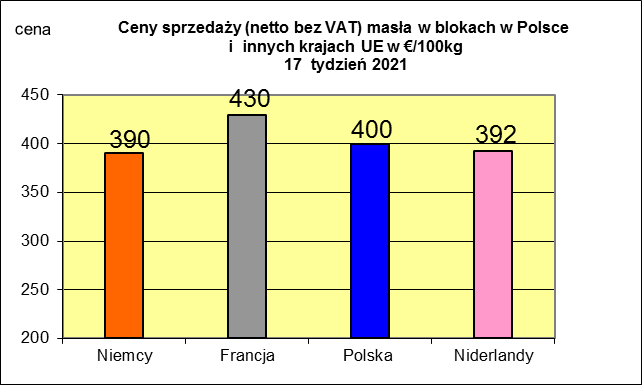 cena
Ceny sprzedaży (netto bez VAT) masła w blokach w Polsce
i innych krajach UE w €/100kg
17 tydzień 2021
450
400
350
300
250
200
390
430
400
392
Niemcy
Francja
Polska
Niderlandy